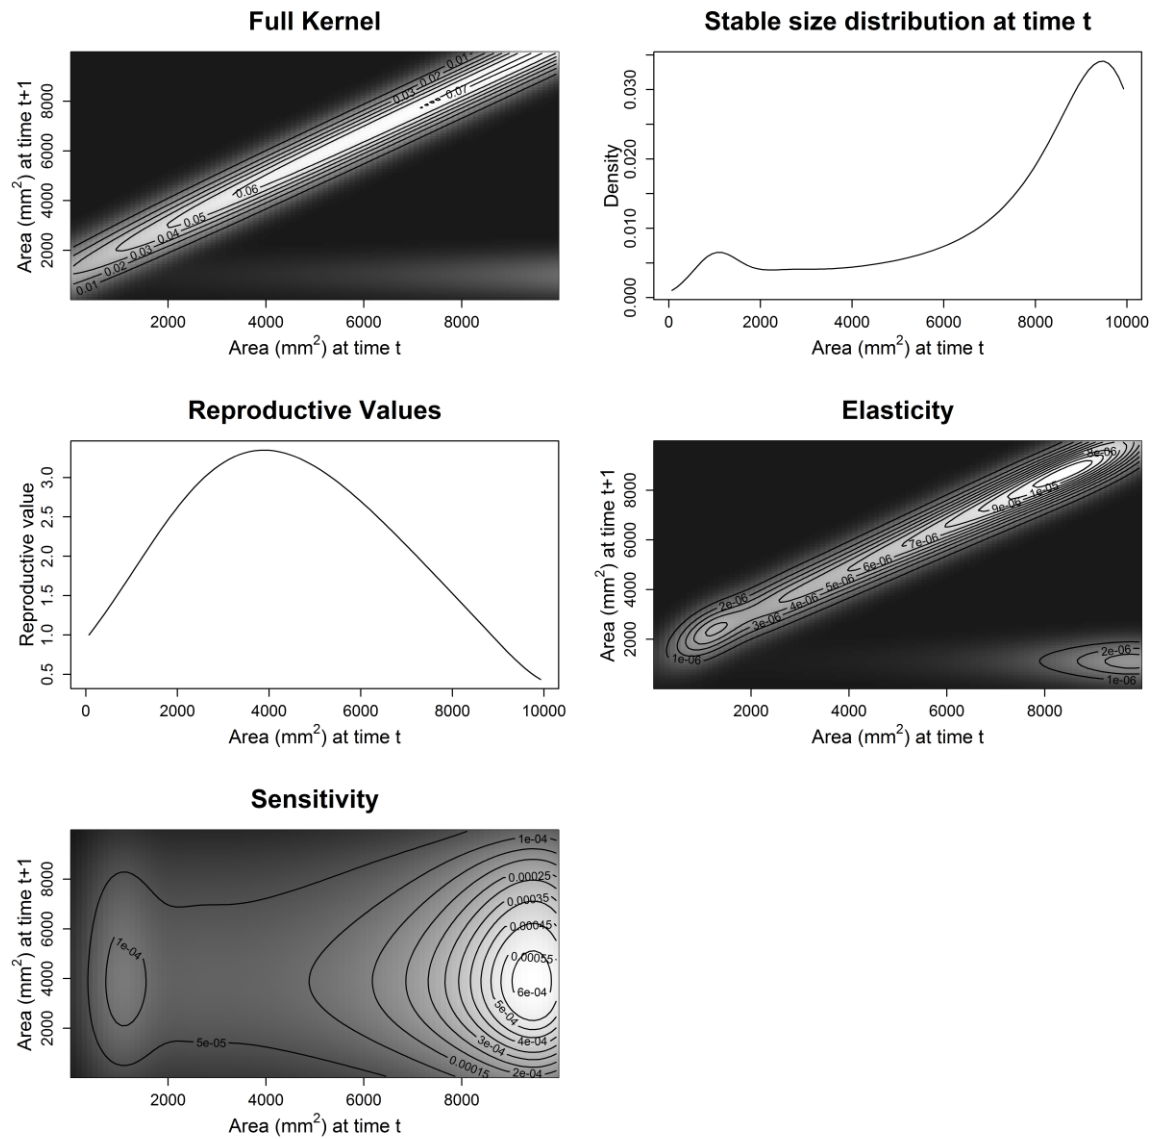 Full Kernel
Area (mm²) at time t+1
8000
6000
4000
2000
0.01
0.02
0.03
0.07
0.06
0.05
0.04
0.03
0.02
0.01
2000 4000 6000 8000
Area (mm²) at time t
Stable size distribution at time t
Density
0.030
0.020
0.010
0.000
0 2000 4000 6000 8000 10000
Area (mm²) at time t
Reproductive Values
Reproductive value
3.0
2.5
2.0
1.5
1.0
0.5
0 2000 4000 6000 8000 10000
Area (mm²) at time t
Elasticity
Area (mm²) at time t+1
8000
6000
4000
2000
8e-06
1e-05
9e-06
7e-06
6e-06
5e-06
4e-06
2e-06
3e-06
1e-06
2e-06
1e-06
2000 4000 6000 8000
Area (mm²) at time t
Sensitivity
Area (mm²) at time t+1
8000
6000
4000
2000
1e-04
0.00025
0.00035
0.00045
1e-04
0.00055
6e-04
5e-04
4e-04
5e-05
3e-04
0.00015
2e-04
2000 4000 6000 8000
Area (mm²) at time t